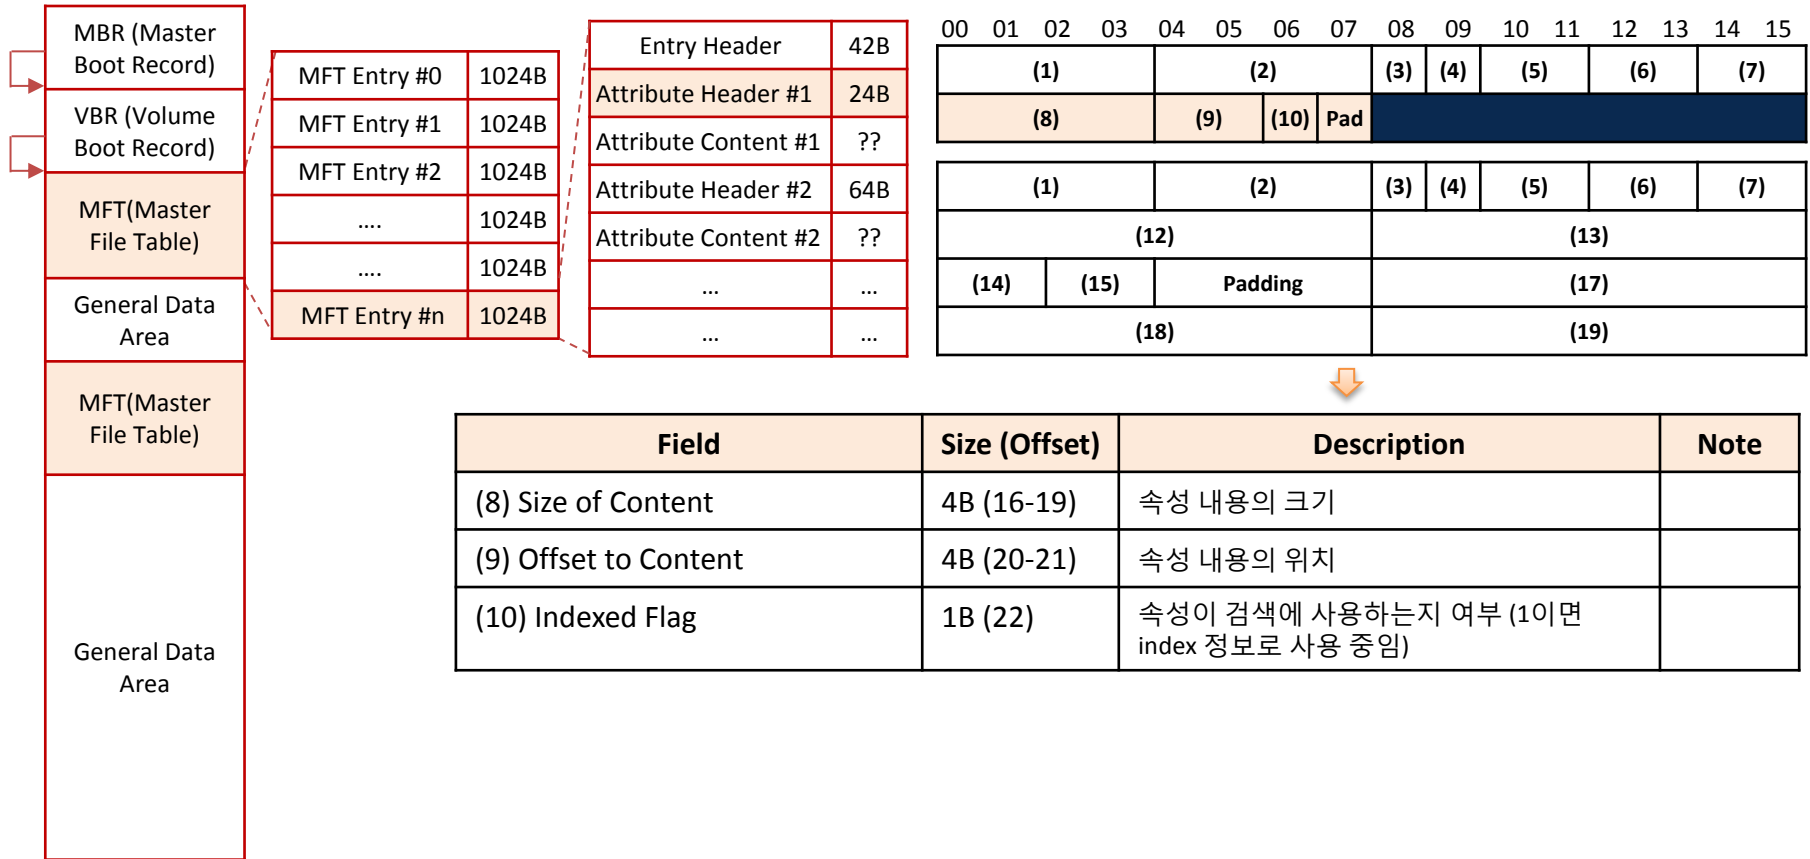 MBR (Master
Boot Record)
VBR (Volume
Boot Record)
MFT(Master
File Table)
General Data
Area
MFT(Master
File Table)
General Data
Area
MFT Entry #0 1024B
MFT Entry #1 1024B
MFT Entry #2 1024B
.... 1024B
.... 1024B
MFT Entry #n 1024B
Entry Header 42B
Attribute Header #1 24B
Attribute Content #1 ??
Attribute Header #2 64B
Attribute Content #2 ??
... ...
... ...
00 01 02 03 04 05 06 07 08 09 10 11 12 13 14 15
(1) (2) (3) (4) (5) (6) (7)
(8) (9) (10) Pad
(1) (2) (3) (4) (5) (6) (7)
(12) (13)
(14) (15) Padding (17)
(18) (19)
Field Size (Offset) Description Note
(8) Size of Content 4B (16-19) 속성 내용의 크기
(9) Offset to Content 4B (20-21) 속성 내용의 위치
(10) Indexed Flag 1B (22) 속성이 검색에 사용하는지 여부 (1이면
index 정보로 사용 중임)